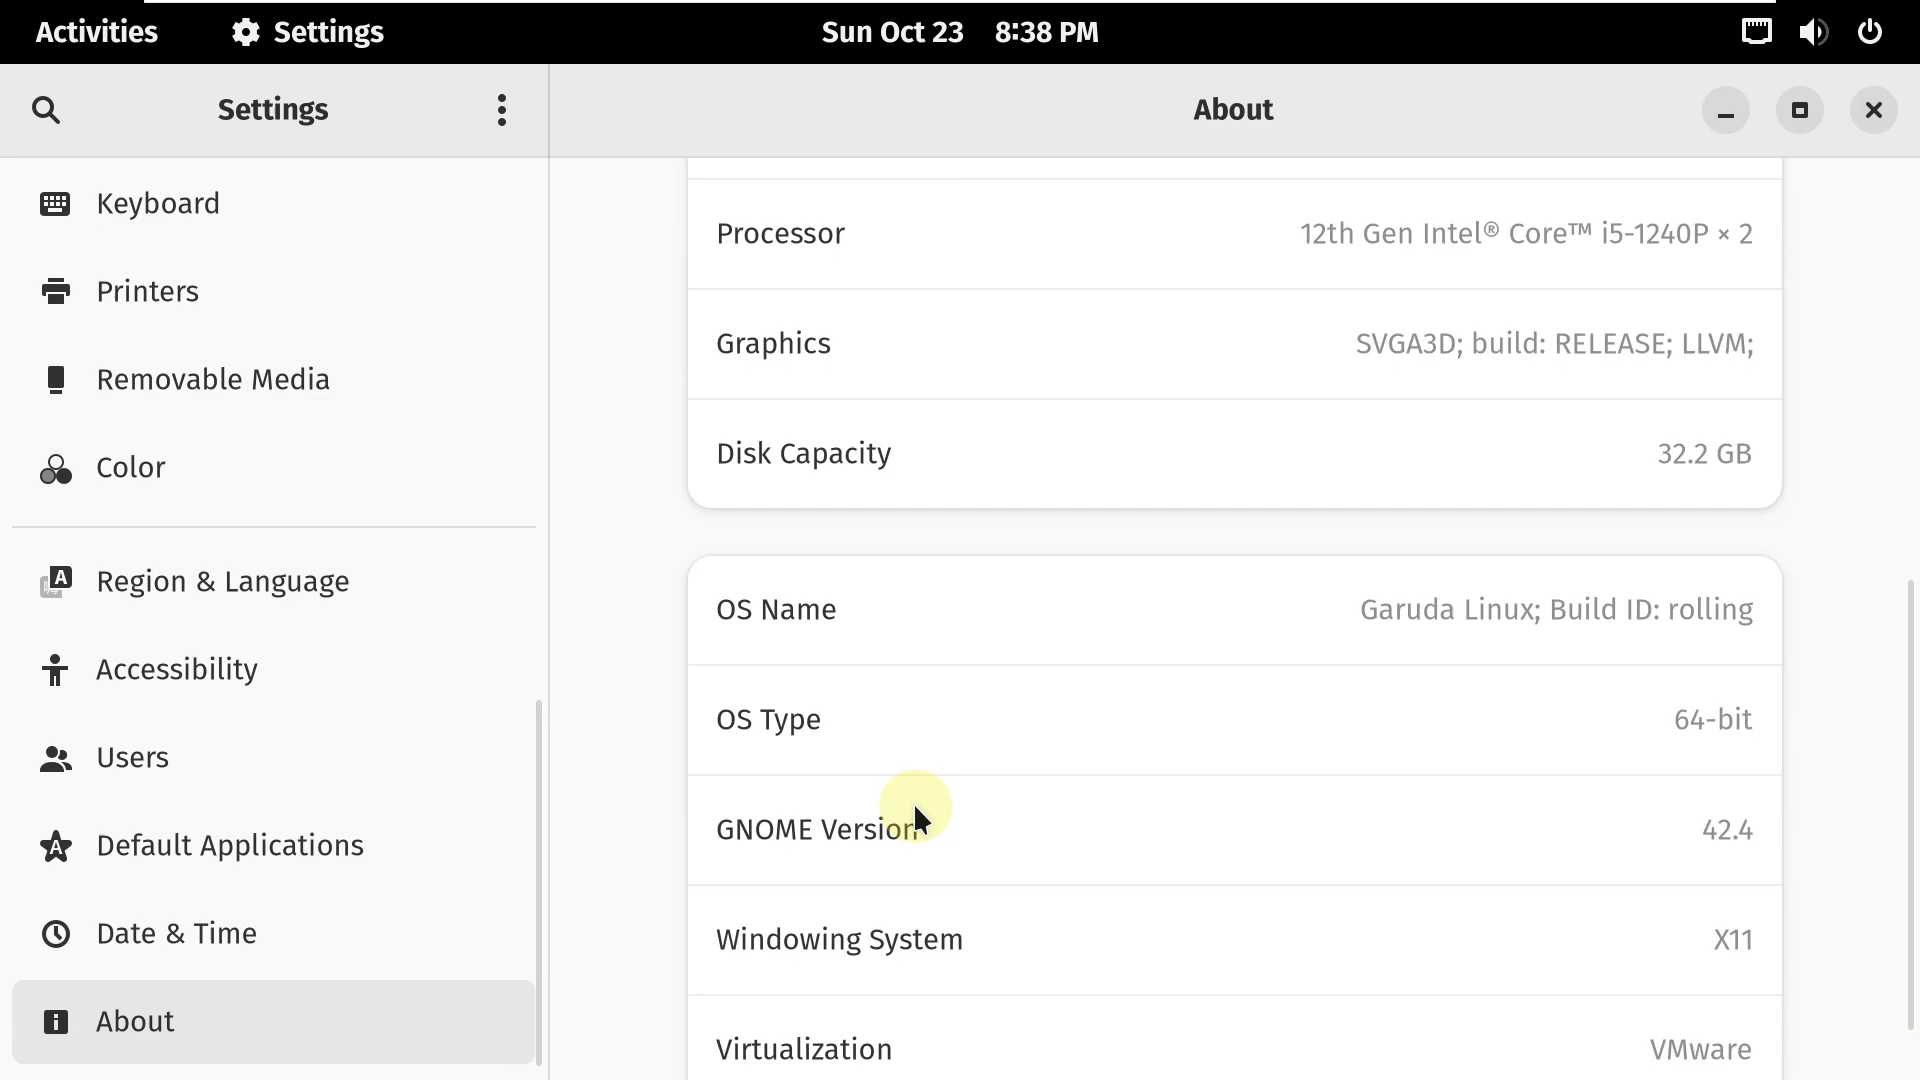 Activities Settings Sun Oct 23 8:38 PM
Settings About
Keyboard
Printers
Removable Media
Color
Region & Language
Accessibility
Users
Default Applications
Date & Time
About
Processor 12th Gen Intel® Core™ i5-1240P × 2
Graphics SVGA3D; build: RELEASE; LLVM;
Disk Capacity 32.2 GB
OS Name Garuda Linux; Build ID: rolling
OS Type 64-bit
GNOME Version 42.4
Windowing System X11
Virtualization VMware